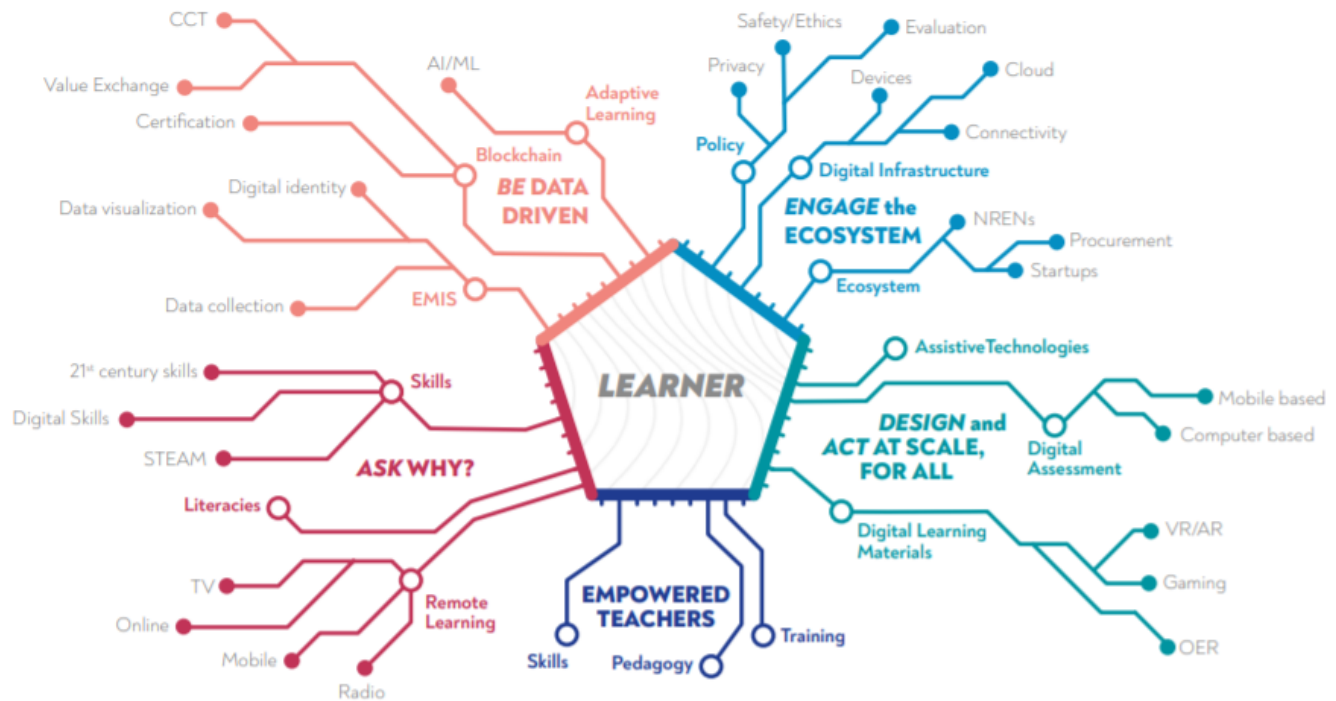 CCT
Value Exchange
Certification
AI/ML
Adaptive
Learning
Blockchain
BE DATA
DRIVEN
Digital identity
Data visualization
EMIS
Data collection
Safety/Ethics
Evaluation
Privacy
Devices
Cloud
Connectivity
Policy
Digital Infrastructure
ENGAGE the
ECOSYSTEM
NRENs
Procurement
Startups
Ecosystem
LEARNER
21st century skills
Skills
Digital Skills
STEAM
ASK WHY?
Literacies
TV
Online
Remote
Learning
Mobile
Radio
EMPOWERED
TEACHERS
Skills
Pedagogy
Training
AssistiveTechnologies
DESIGN and
ACT AT SCALE,
FOR ALL
Mobile based
Computer based
Digital
Assessment
Digital Learning
Materials
VR/AR
Gaming
OER